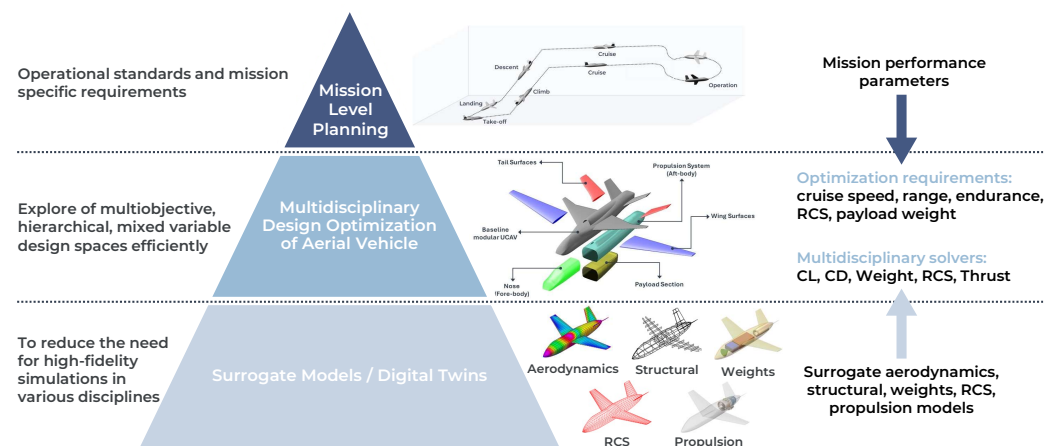 Operational standards and mission
specific requirements
Mission
Level
Planning
Cruise
Descent
Cruise
Operation
Climb
Landing
Take-off
Mission performance
parameters
Explore of multiobjective,
hierarchical, mixed variable
design spaces efficiently
Multidisciplinary
Design Optimization
of Aerial Vehicle
Tail Surfaces
Propulsion System
(Aft-body)
Wing Surfaces
Baseline
modular UCAV
Nose
(Fore-body)
Payload Section
Optimization requirements:
cruise speed, range, endurance,
RCS, payload weight
Multidisciplinary solvers:
CL, CD, Weight, RCS, Thrust
To reduce the need
for high-fidelity
simulations in
various disciplines
Surrogate Models / Digital Twins
Aerodynamics
Structural
Weights
RCS
Propulsion
Surrogate aerodynamics,
structural, weights, RCS,
propulsion models